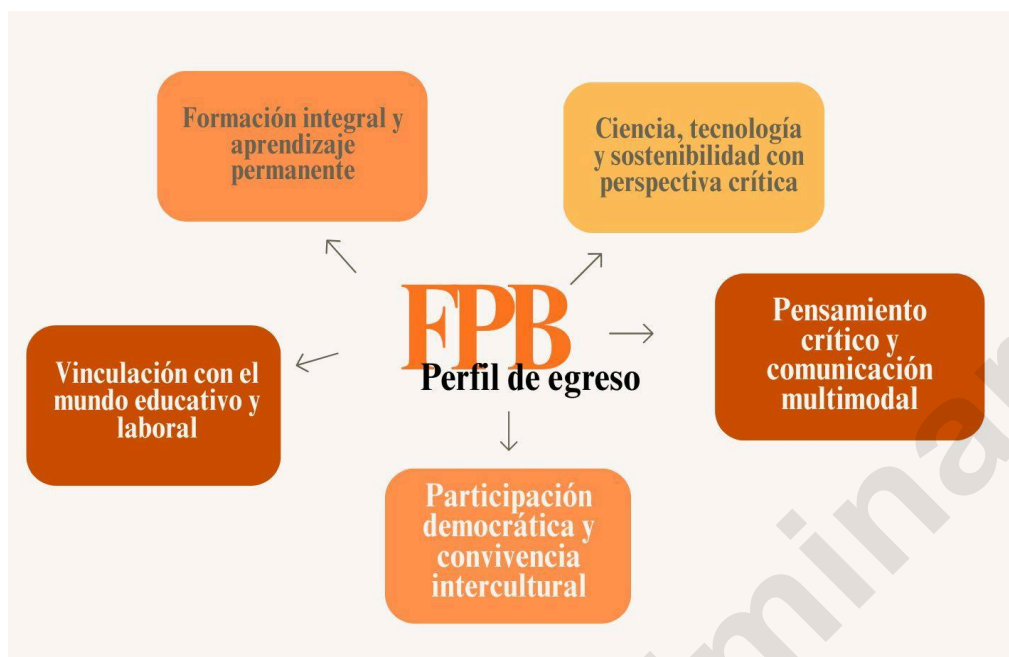 Formación integral y
aprendizaje
permanente
Ciencia, tecnología
y sostenibilidad con
perspectiva crítica
FPB
Perfil de egreso
Pensamiento
crítico y
comunicación
multimodal
Vinculación con el
mundo educativo y
laboral
Participación
democrática y
convivencia
intercultural